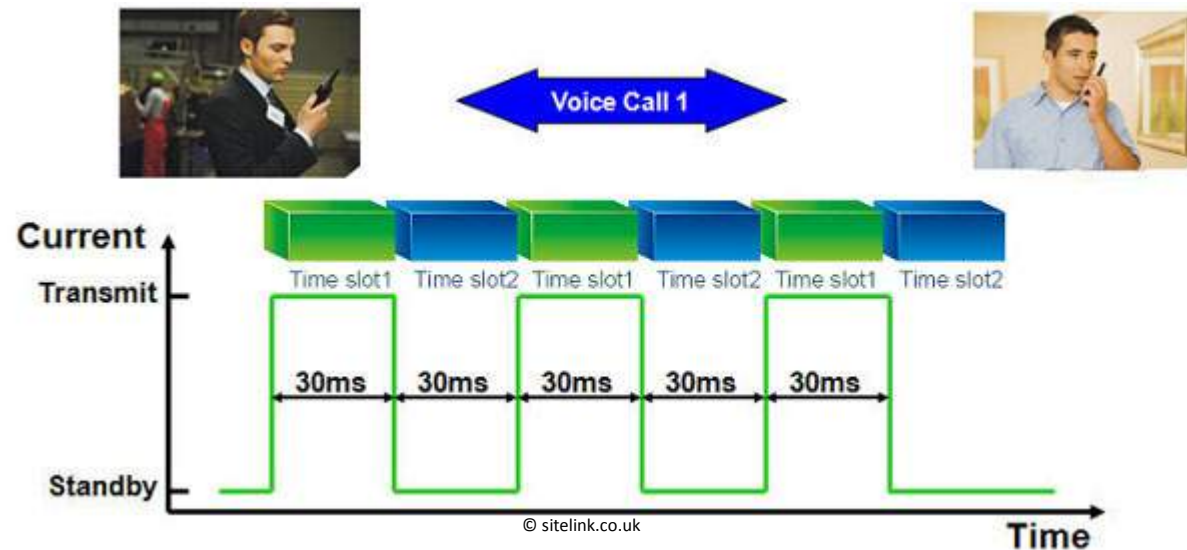 Voice Call 1
Current
Time slot1 Time slot2 Time slot1 Time slot2 Time slot1 Time slot2
Transmit
30ms 30ms 30ms 30ms 30ms
Standby
© sitelink.co.uk
Time